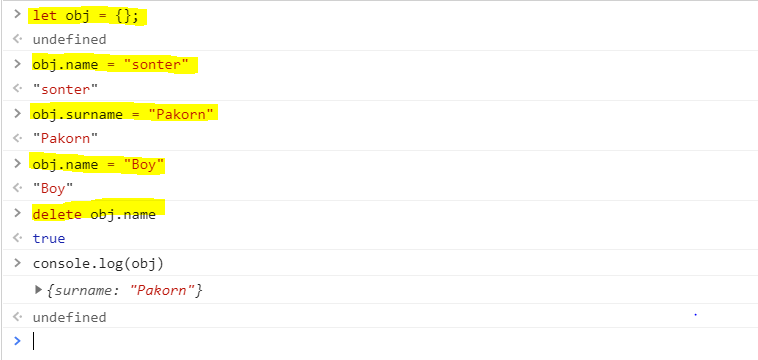 > let obj = {};
<· undefined
> obj.name = "sonter"
<· "sonter"
> obj.surname = "Pakorn"
<· "Pakorn"
> obj.name = "Boy"
<· "Boy"
> delete obj.name
<· true
> console.log(obj)
▶ {surname: "Pakorn"}
<· undefined
>